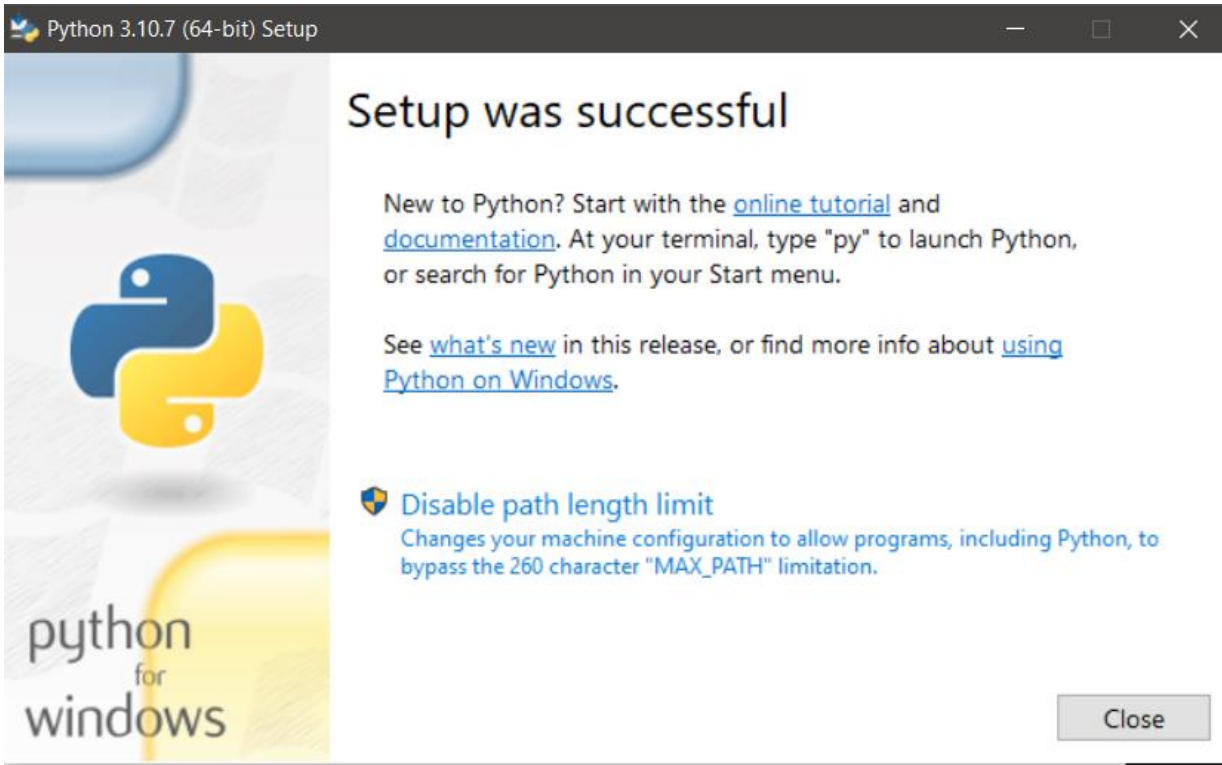 Python 3.10.7 (64-bit) Setup
Setup was successful
New to Python? Start with the online tutorial and
documentation. At your terminal, type "py" to launch Python,
or search for Python in your Start menu.
See what's new in this release, or find more info about using
Python on Windows.
Disable path length limit
Changes your machine configuration to allow programs, including Python, to
bypass the 260 character "MAX_PATH" limitation.
python
for
windows
Close